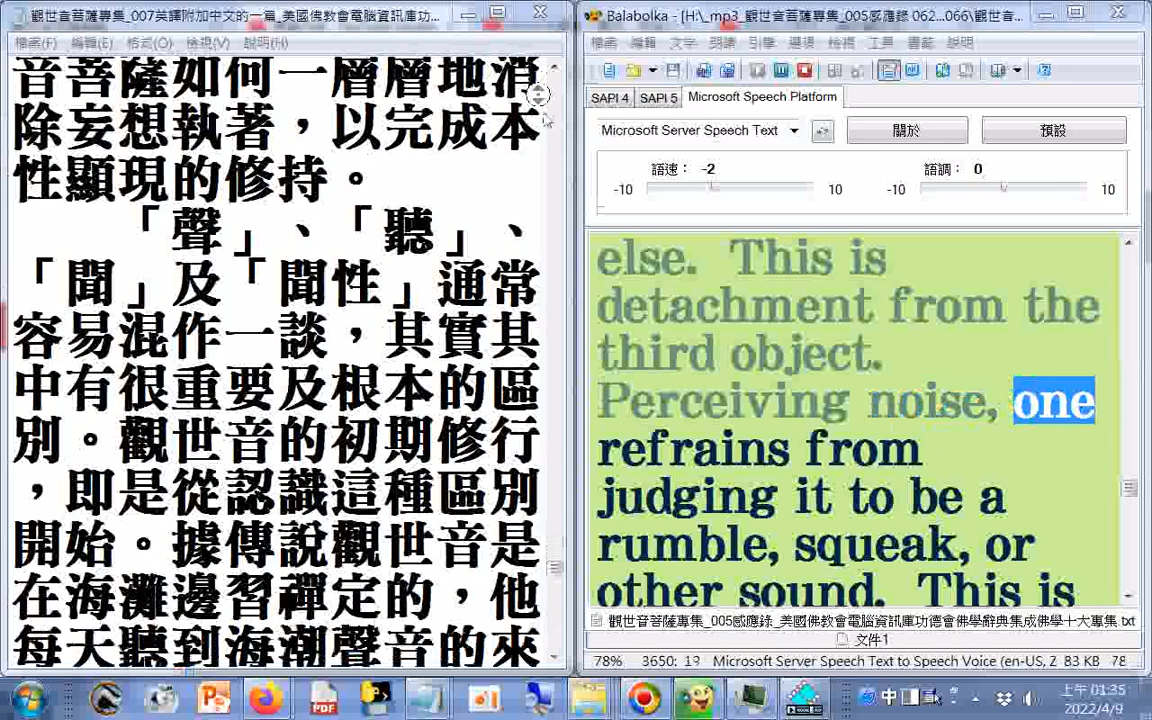 觀世音菩薩專集_007英譯附加中文的一篇_美國佛教會電腦資訊庫功...
檔案(F) 編輯(E) 格式(O) 檢視(V) 說明(H)
音菩薩如何一層層地消
除妄想執著，以完成本
性顯現的修持。
「聲」、「聽」、
「聞」及「聞性」通常
容易混作一談，其實其
中有很重要及根本的區
別。觀世音的初期修行
，即是從認識這種區別
開始。據傳說觀世音是
在海灘邊習禪定的，他
每天聽到海潮聲音的來
Balabolka - [H:\_mp3_觀世音菩薩專集_005感應錄 062...066\觀世音...
檔案 編輯 文字 朗讀 引擎 選項 檢視 工具 書籤 說明
SAPI 4 SAPI 5 Microsoft Speech Platform
Microsoft Server Speech Text 關於 預設
語速： -2 語調： 0
-10 10 -10 10
else. This is
detachment from the
third object.
Perceiving noise, one
refrains from
judging it to be a
rumble, squeak, or
other sound. This is
觀世音菩薩專集_005感應錄_美國佛教會電腦資訊庫功德會佛學辭典集成佛學十大專集 txt
文件1
78% 3650: 19 Microsoft Server Speech Text to Speech Voice (en-US, Z 83 KB 78
中
上午 01:35
2022/4/9